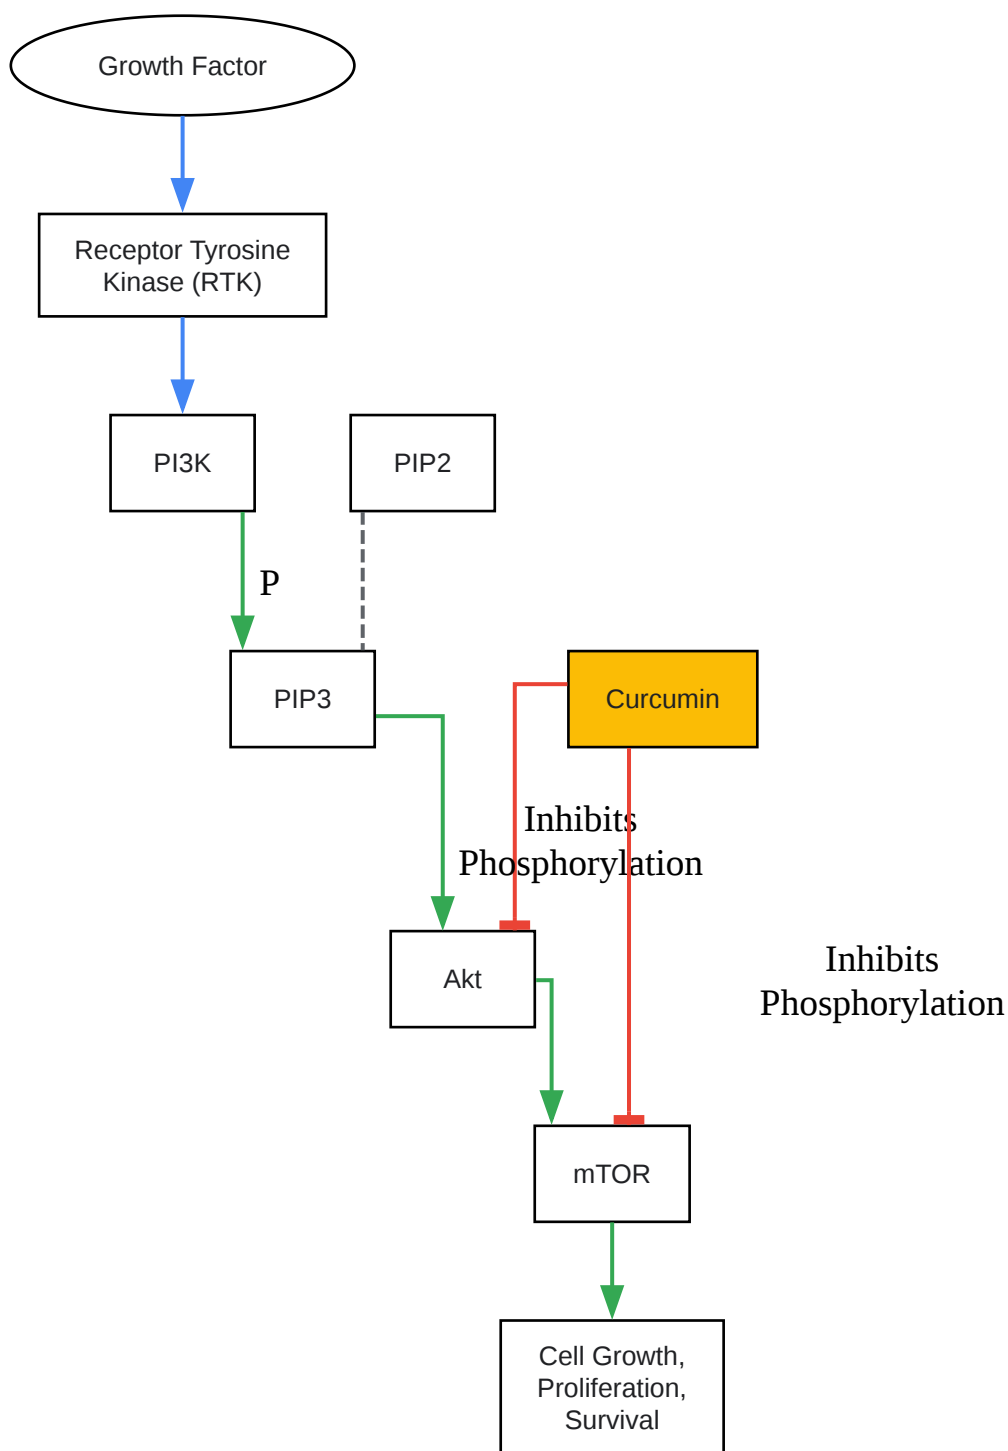 Growth Factor
Receptor Tyrosine
Kinase (RTK)
PI3K
PIP2
P
PIP3
Curcumin
Inhibits
Phosphorylation
Akt
Inhibits
Phosphorylation
mTOR
Cell Growth,
Proliferation,
Survival